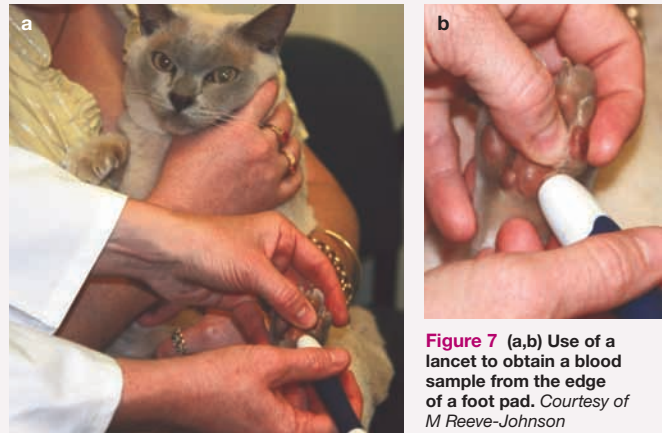 a
b
Figure 7 (a,b) Use of a
lancet to obtain a blood
sample from the edge
of a foot pad. Courtesy of
M Reeve-Johnson